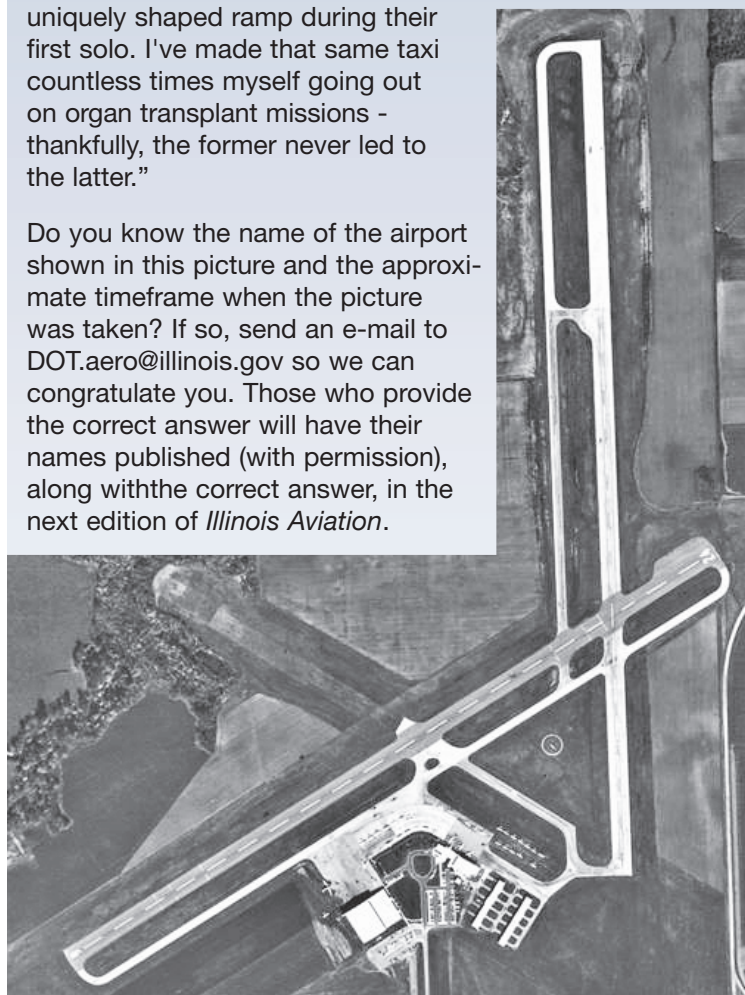 uniquely shaped ramp during their
first solo. I've made that same taxi
countless times myself going out
on organ transplant missions -
thankfully, the former never led to
the latter.”
Do you know the name of the airport
shown in this picture and the approxi-
mate timeframe when the picture
was taken? If so, send an e-mail to
DOT.aero@illinois.gov so we can
congratulate you. Those who provide
the correct answer will have their
names published (with permission),
along withthe correct answer, in the
next edition of Illinois Aviation.